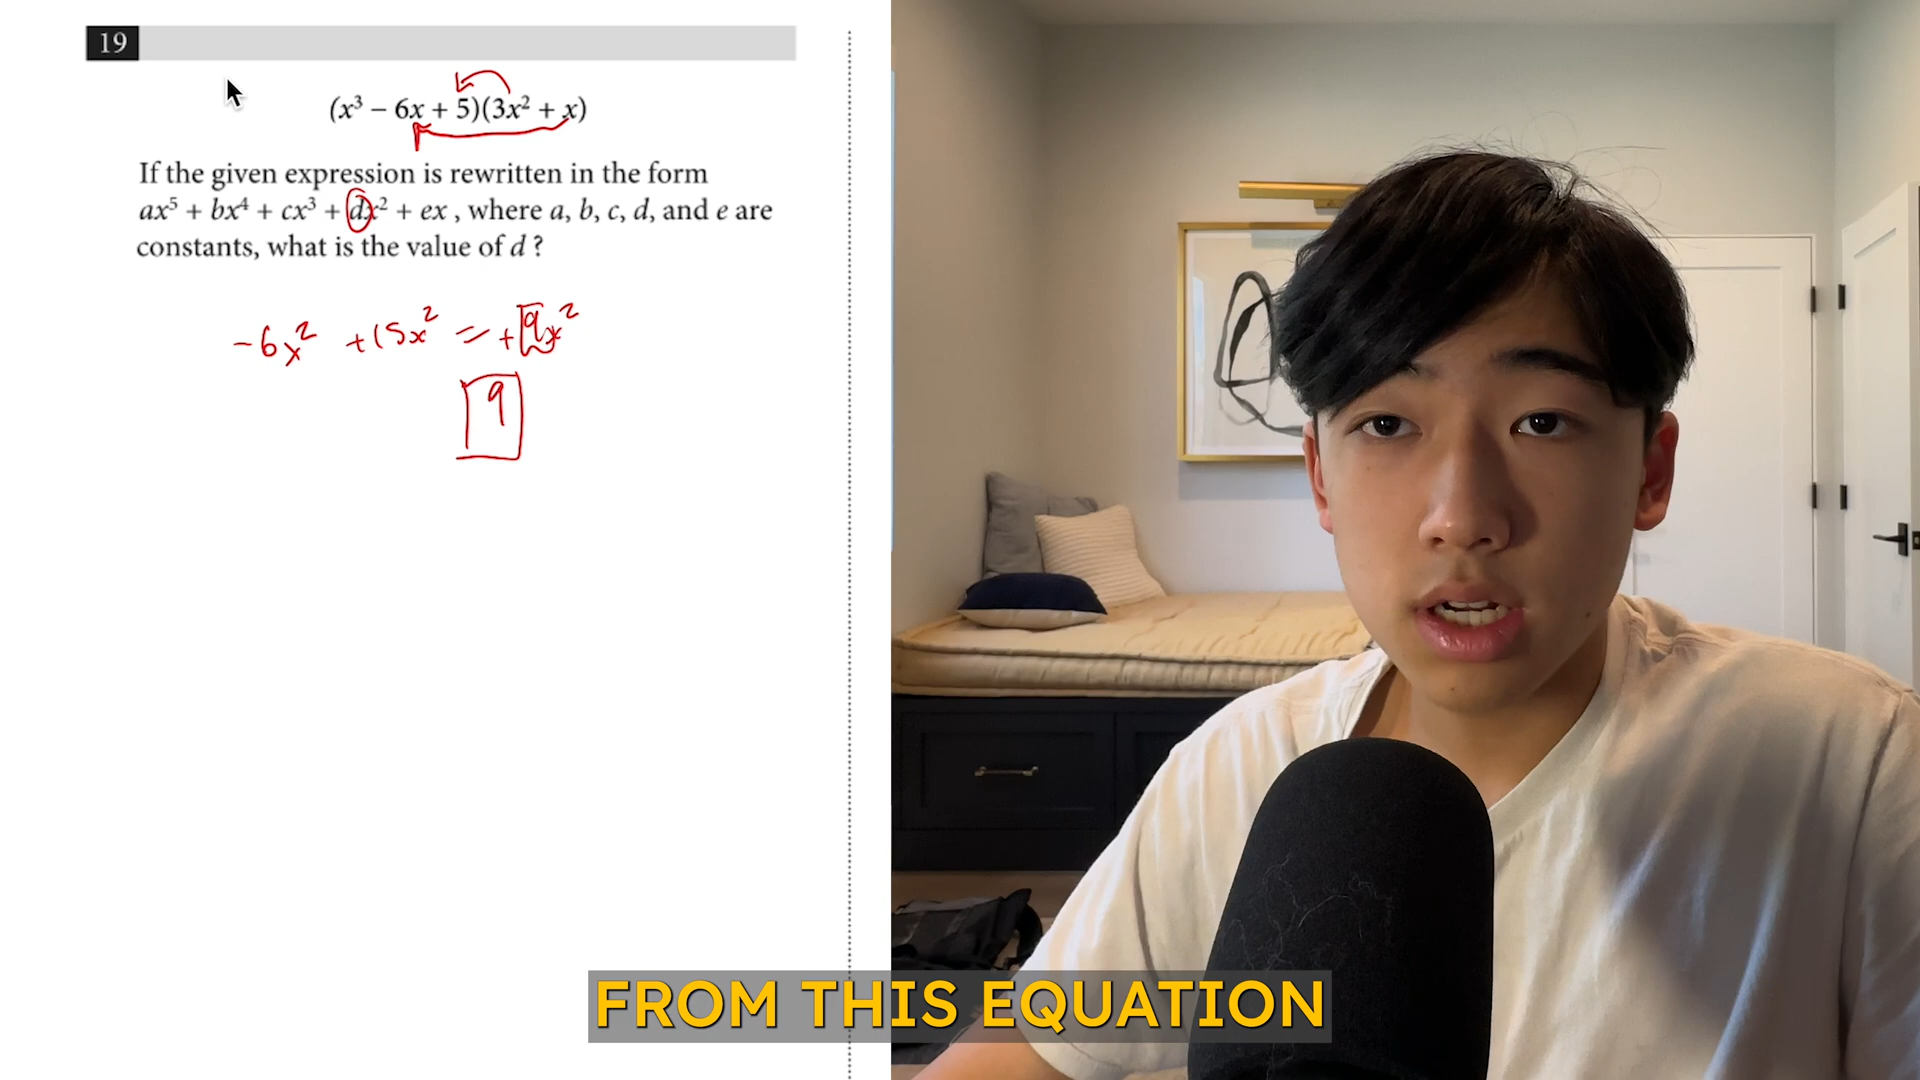 19
(x³ − 6x + 5)(3x² + x)
If the given expression is rewritten in the form
ax⁵ + bx⁴ + cx³ + dx² + ex , where a, b, c, d, and e are
constants, what is the value of d ?
-6x² +15x² = +9x²
9
FROM THIS EQUATION